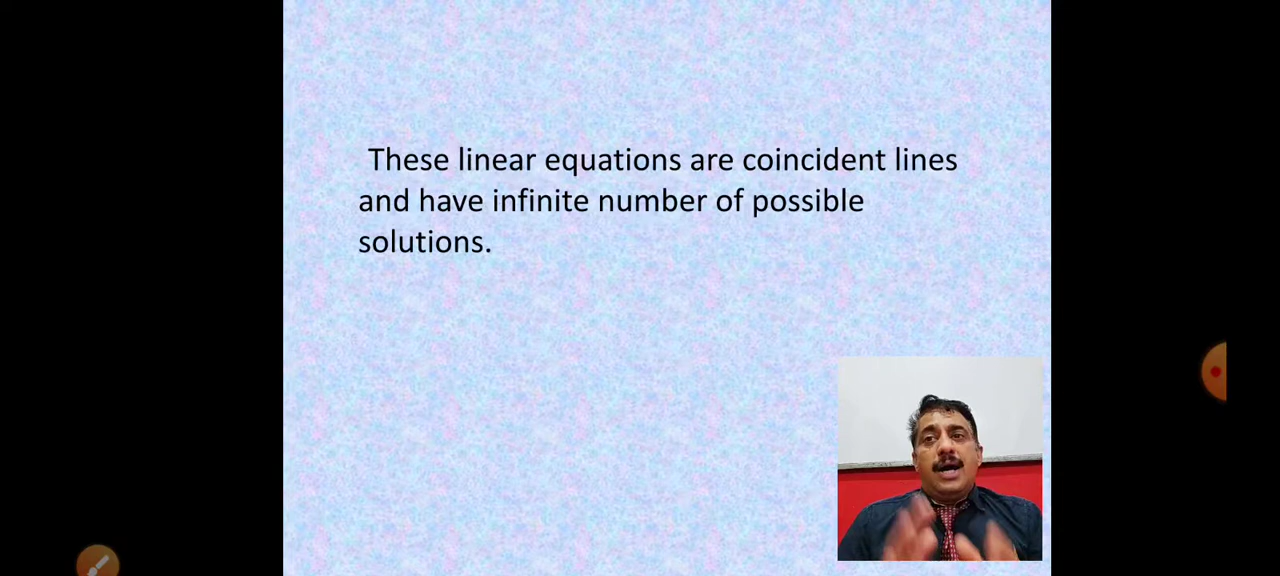 These linear equations are coincident lines
and have infinite number of possible
solutions.